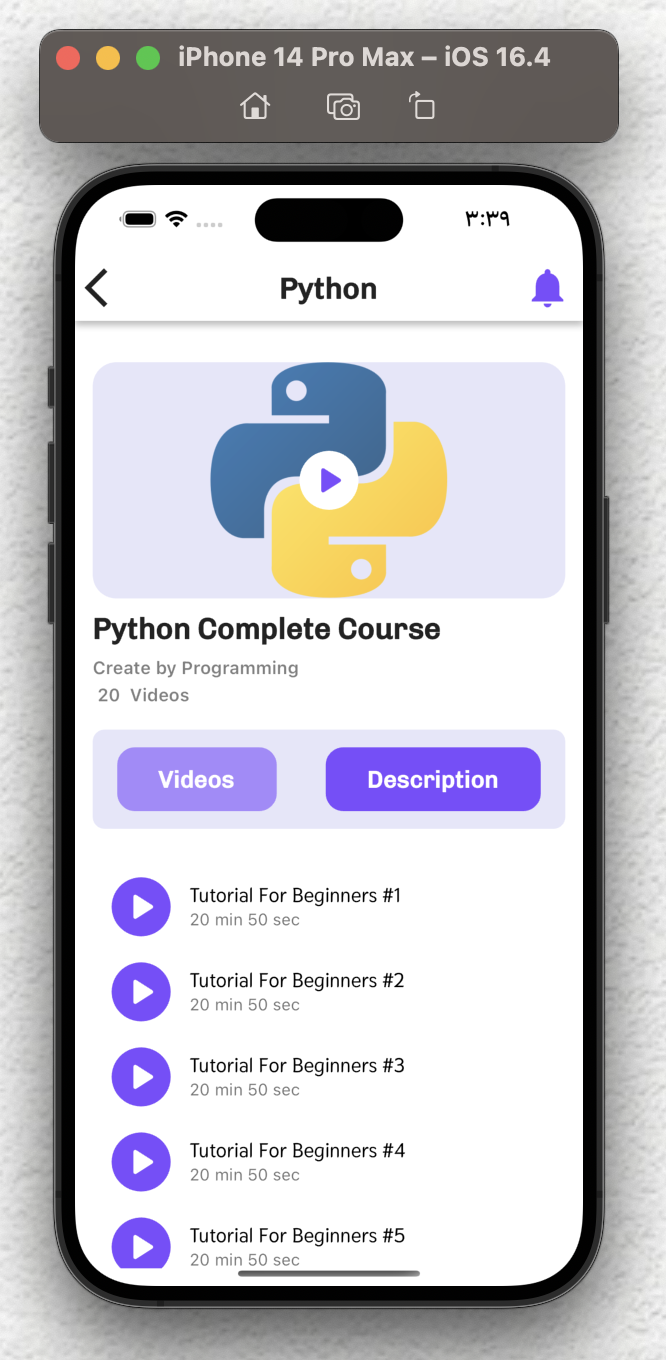 iPhone 14 Pro Max – iOS 16.4
٣:٣٩
Python
Python Complete Course
Create by Programming
20 Videos
Videos
Description
Tutorial For Beginners #1
20 min 50 sec
Tutorial For Beginners #2
20 min 50 sec
Tutorial For Beginners #3
20 min 50 sec
Tutorial For Beginners #4
20 min 50 sec
Tutorial For Beginners #5
20 min 50 sec